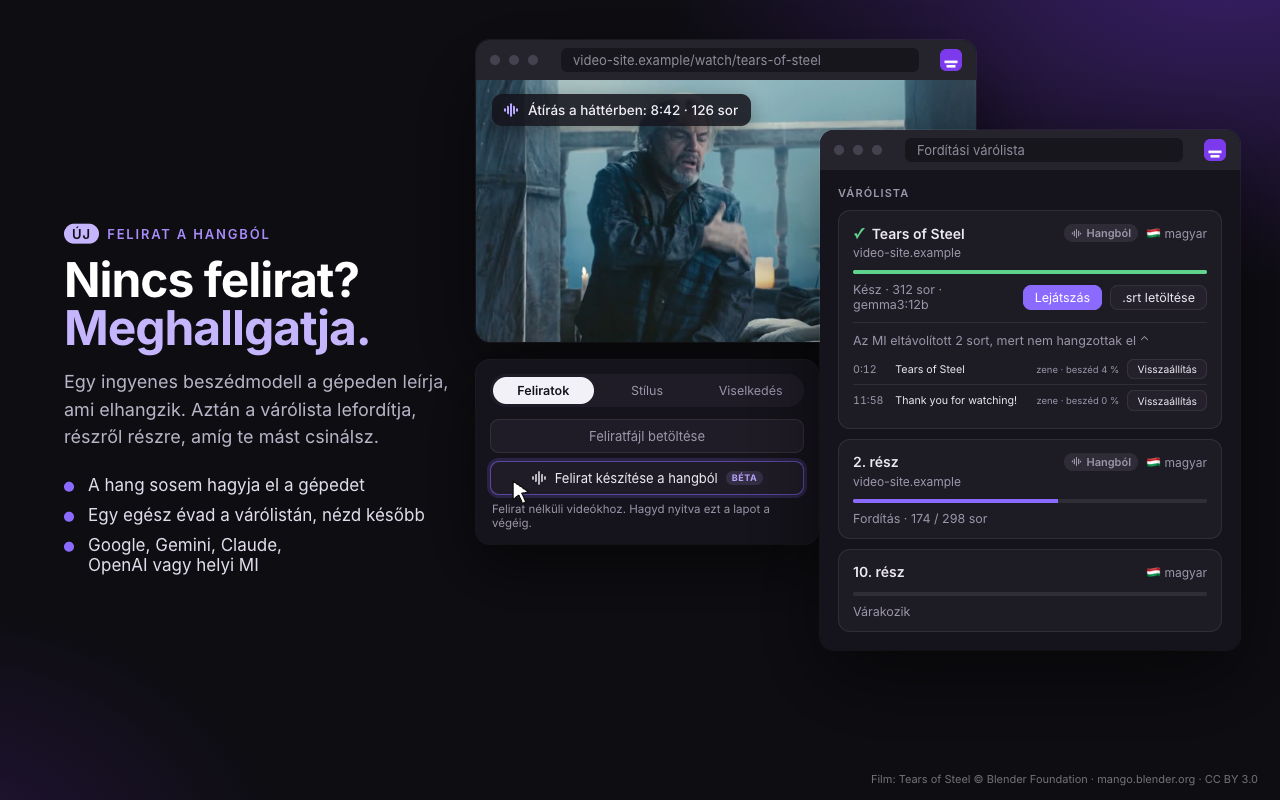 ÚJ FELIRAT A HANGBÓL
Nincs felirat?
Meghallgatja.
Egy ingyenes beszédmodell a gépeden leírja,
ami elhangzik. Aztán a várólista lefordítja,
részről részre, amíg te mást csinálsz.
A hang sosem hagyja el a gépedet
Egy egész évad a várólistán, nézd később
Google, Gemini, Claude,
OpenAI vagy helyi MI
video-site.example/watch/tears-of-steel
Átírás a háttérben: 8:42 · 126 sor
Feliratok Stílus Viselkedés
Feliratfájl betöltése
Felirat készítése a hangból BÉTA
Felirat nélküli videókhoz. Hagyd nyitva ezt a lapot a
végéig.
Fordítási várólista
VÁRÓLISTA
✓ Tears of Steel Hangból magyar
video-site.example
Kész · 312 sor ·
gemma3:12b
Lejátszás .srt letöltése
Az MI eltávolított 2 sort, mert nem hangzottak el ^
0:12 Tears of Steel zene · beszéd 4 % Visszaállítás
11:58 Thank you for watching! zene · beszéd 0 % Visszaállítás
2. rész Hangból magyar
video-site.example
Fordítás · 174 / 298 sor
10. rész magyar
Várakozik
Film: Tears of Steel © Blender Foundation · mango.blender.org · CC BY 3.0